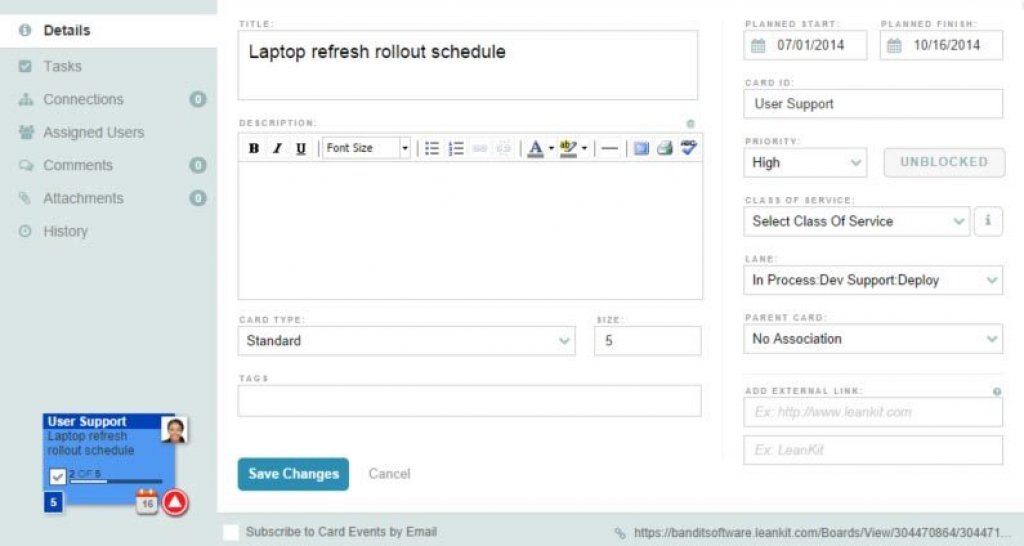 Details
Tasks
Connections 0
Assigned Users
Comments 0
Attachments 0
History
User Support
Laptop refresh
rollout schedule
2 OF 5
5
16
TITLE:
Laptop refresh rollout schedule
DESCRIPTION:
B I U Font Size A ab ABC
CARD TYPE:
Standard
SIZE:
5
TAGS
Save Changes Cancel
PLANNED START: PLANNED FINISH:
07/01/2014 10/16/2014
CARD ID:
User Support
PRIORITY:
High UNBLOCKED
CLASS OF SERVICE:
Select Class Of Service i
LANE:
In Process:Dev Support:Deploy
PARENT CARD:
No Association
ADD EXTERNAL LINK:
Ex: http://www.leankit.com
Ex: LeanKit
Subscribe to Card Events by Email
https://banditsoftware.leankit.com/Boards/View/304470864/304471...